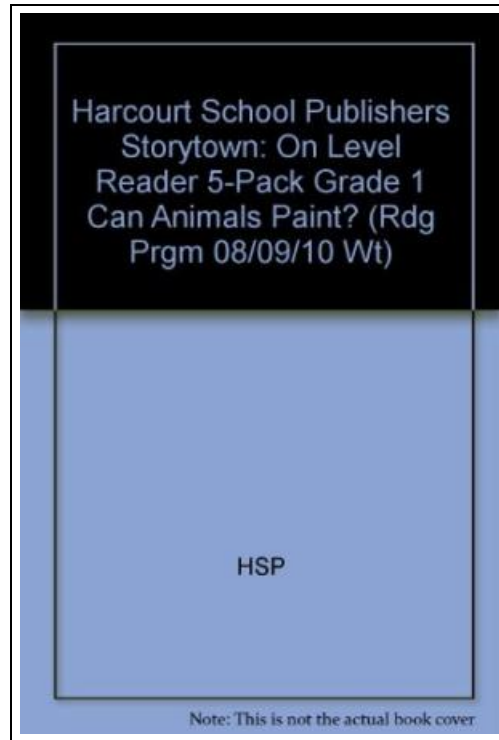 Harcourt School Publishers
Storytown: On Level
Reader 5-Pack Grade 1
Can Animals Paint? (Rdg
Prgm 08/09/10 Wt)
HSP
Note: This is not the actual book cover